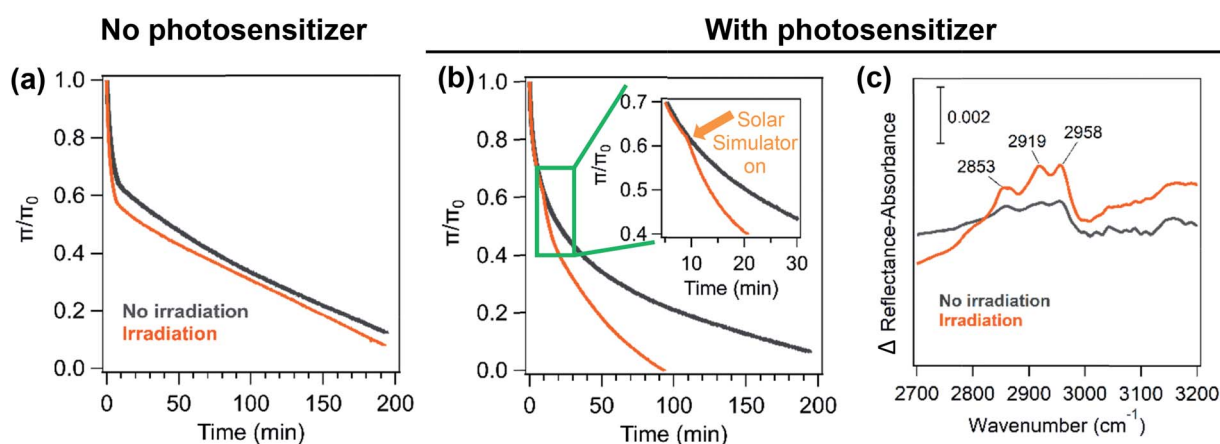 No photosensitizer
With photosensitizer
(a)
1.0
0.8
0.6
0.4
0.2
0.0
π/π0
No irradiation
Irradiation
0
50
100
150
200
Time (min)
(b)
1.0
0.8
0.6
0.4
0.2
0.0
π/π0
0.7
0.6
0.5
0.4
π/π0
Solar
Simulator
on
10
20
30
Time (min)
0
50
100
150
200
Time (min)
(c)
0.002
2853
2919
2958
Δ Reflectance-Absorbance
No irradiation
Irradiation
2700 2800 2900 3000 3100 3200
Wavenumber (cm⁻¹)